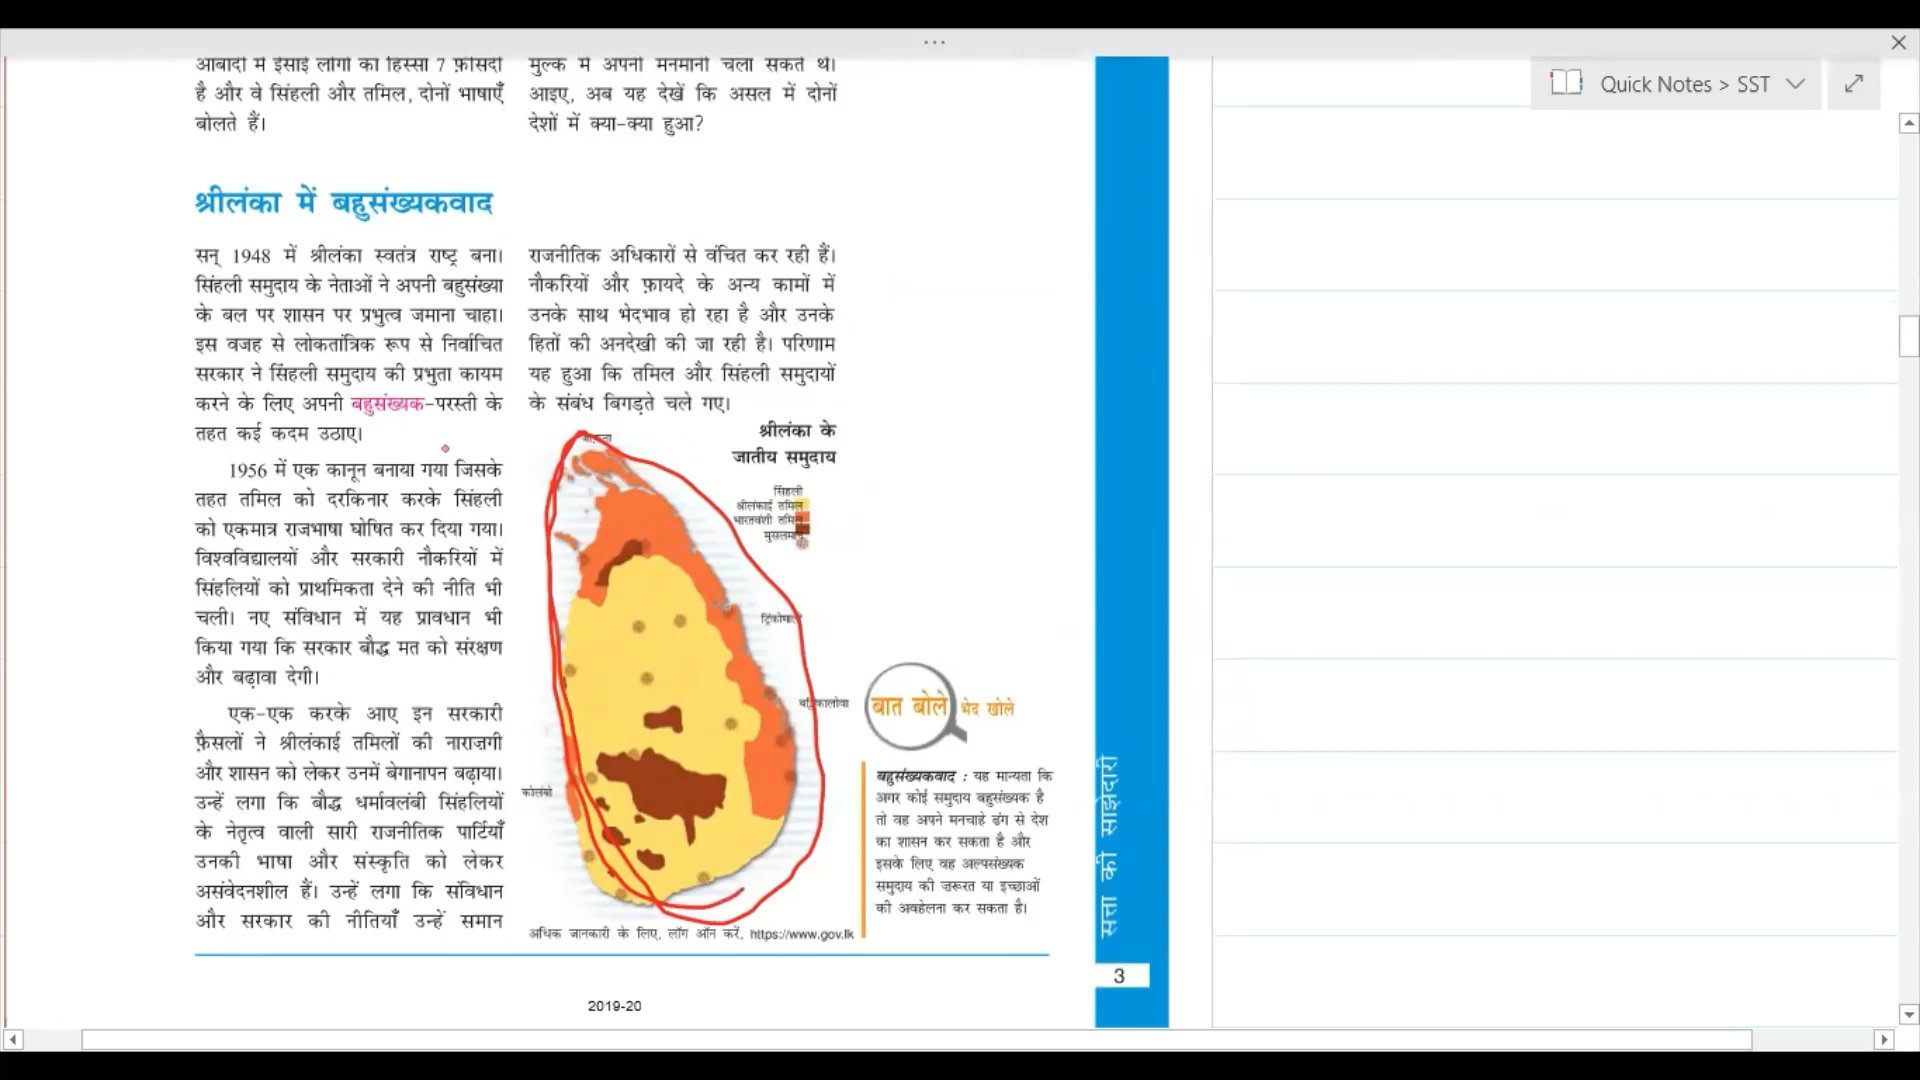 Quick Notes > SST
आबादी में ईसाई लोगों का हिस्सा 7 फ़ीसदी
है और वे सिंहली और तमिल, दोनों भाषाएँ
बोलते हैं।
मुल्क में अपनी मनमानी चला सकते थे।
आइए, अब यह देखें कि असल में दोनों
देशों में क्या-क्या हुआ?
श्रीलंका में बहुसंख्यकवाद
सन् 1948 में श्रीलंका स्वतंत्र राष्ट्र बना।
सिंहली समुदाय के नेताओं ने अपनी बहुसंख्या
के बल पर शासन पर प्रभुत्व जमाना चाहा।
इस वजह से लोकतांत्रिक रूप से निर्वाचित
सरकार ने सिंहली समुदाय की प्रभुता कायम
करने के लिए अपनी बहुसंख्यक-परस्ती के
तहत कई कदम उठाए।
1956 में एक कानून बनाया गया जिसके
तहत तमिल को दरकिनार करके सिंहली
को एकमात्र राजभाषा घोषित कर दिया गया।
विश्वविद्यालयों और सरकारी नौकरियों में
सिंहलियों को प्राथमिकता देने की नीति भी
चली। नए संविधान में यह प्रावधान भी
किया गया कि सरकार बौद्ध मत को संरक्षण
और बढ़ावा देगी।
एक-एक करके आए इन सरकारी
फ़ैसलों ने श्रीलंकाई तमिलों की नाराज़गी
और शासन को लेकर उनमें बेगानापन बढ़ाया।
उन्हें लगा कि बौद्ध धर्मावलंबी सिंहलियों
के नेतृत्व वाली सारी राजनीतिक पार्टियाँ
उनकी भाषा और संस्कृति को लेकर
असंवेदनशील हैं। उन्हें लगा कि संविधान
और सरकार की नीतियाँ उन्हें समान
राजनीतिक अधिकारों से वंचित कर रही हैं।
नौकरियों और फ़ायदे के अन्य कामों में
उनके साथ भेदभाव हो रहा है और उनके
हितों की अनदेखी की जा रही है। परिणाम
यह हुआ कि तमिल और सिंहली समुदायों
के संबंध बिगड़ते चले गए।
श्रीलंका के
जातीय समुदाय
सिंहली
श्रीलंकाई तमिल
भारतवंशी तमिल
मुसलमान
ट्रिंकोमाली
कोलंबो
अधिक जानकारी के लिए, लॉग ऑन करें, https://www.gov.lk
बात बोले भेद खोले
बहुसंख्यकवाद : यह मान्यता कि
अगर कोई समुदाय बहुसंख्यक है
तो वह अपने मनचाहे ढंग से देश
का शासन कर सकता है और
इसके लिए वह अल्पसंख्यक
समुदाय की ज़रूरत या इच्छाओं
की अवहेलना कर सकता है।
सत्ता की साझेदारी
3
2019-20